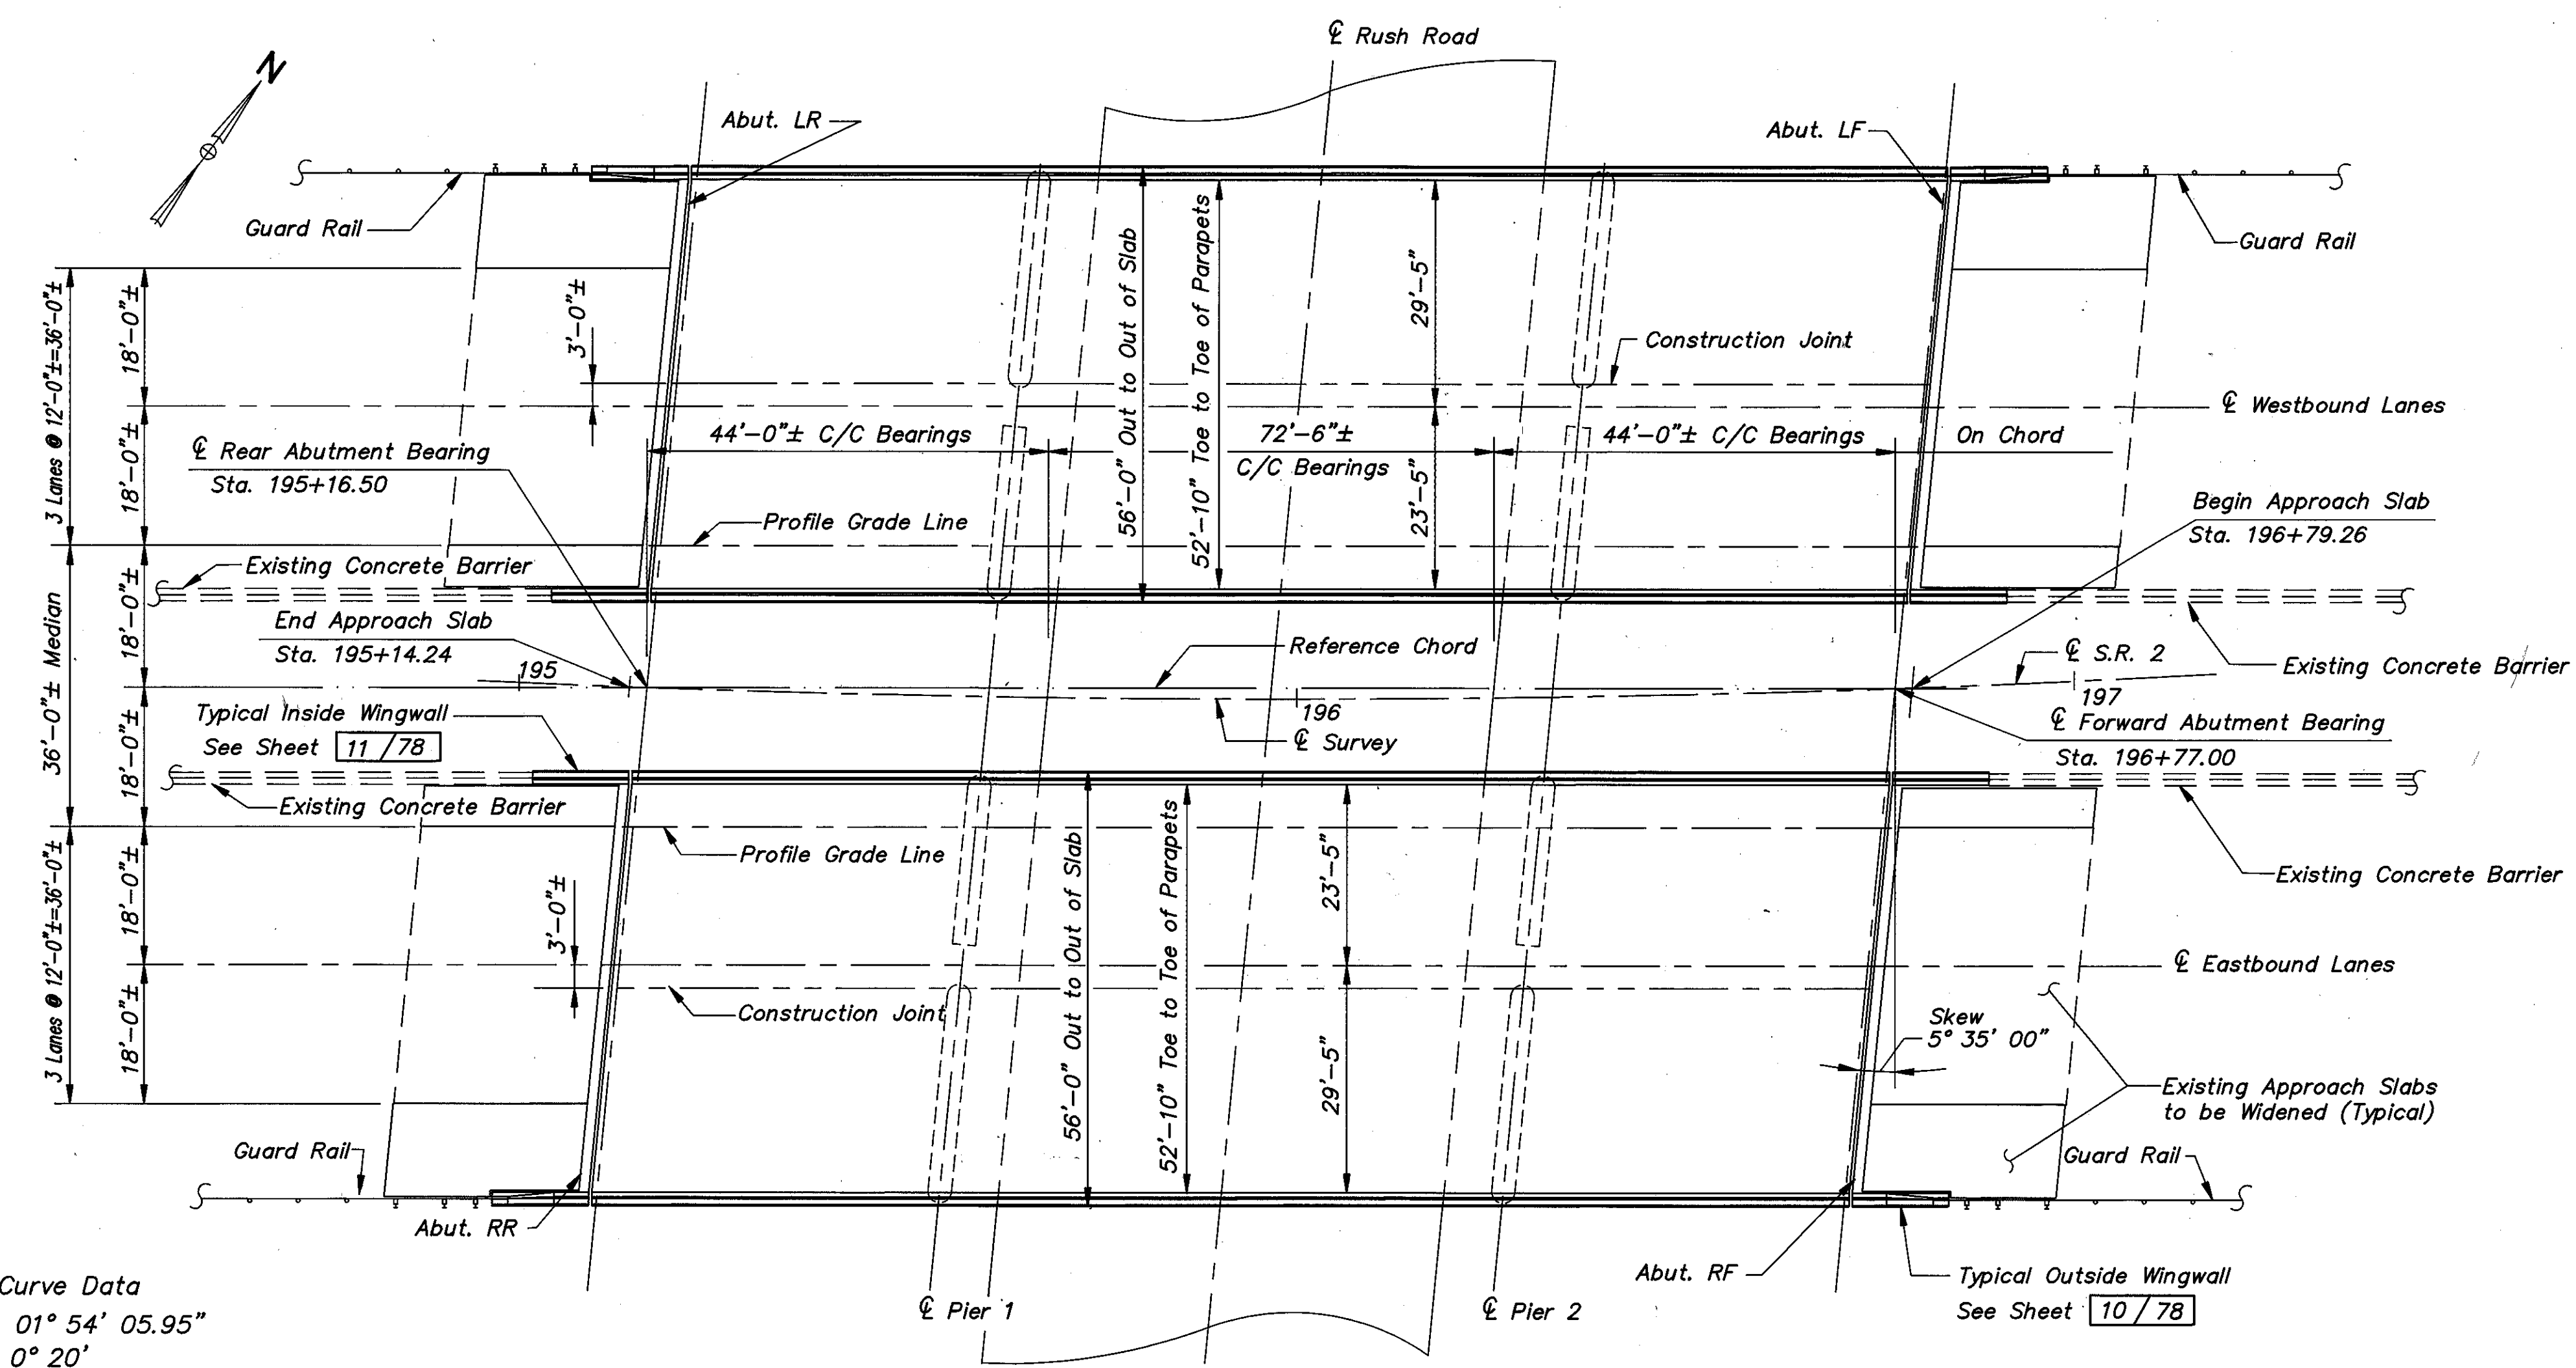 ℄ Rush Road
N
Abut. LR
Abut. LF
Guard Rail
Guard Rail
3 Lanes @ 12'-0"±=36'-0"±
18'-0"±
18'-0"±
3'-0"±
56'-0" Out to Out of Slab
52'-10" Toe to Toe of Parapets
29'-5"
23'-5"
Construction Joint
℄ Westbound Lanes
44'-0"± C/C Bearings
72'-6"±
C/C Bearings
44'-0"± C/C Bearings
On Chord
℄ Rear Abutment Bearing
Sta. 195+16.50
Profile Grade Line
Begin Approach Slab
Sta. 196+79.26
Existing Concrete Barrier
36'-0"± Median
18'-0"±
18'-0"±
End Approach Slab
Sta. 195+14.24
195
Reference Chord
℄ S.R. 2
Existing Concrete Barrier
197
196
℄ Survey
℄ Forward Abutment Bearing
Sta. 196+77.00
Typical Inside Wingwall
See Sheet 11 / 78
Existing Concrete Barrier
Existing Concrete Barrier
Profile Grade Line
3 Lanes @ 12'-0"±=36'-0"±
18'-0"±
18'-0"±
3'-0"±
56'-0" Out to Out of Slab
52'-10" Toe to Toe of Parapets
23'-5"
29'-5"
℄ Eastbound Lanes
Construction Joint
Skew
5° 35' 00"
Existing Approach Slabs
to be Widened (Typical)
Guard Rail
Guard Rail
Abut. RR
Abut. RF
Typical Outside Wingwall
See Sheet 10 / 78
℄ Pier 1
℄ Pier 2
Curve Data
01° 54' 05.95"
0° 20'